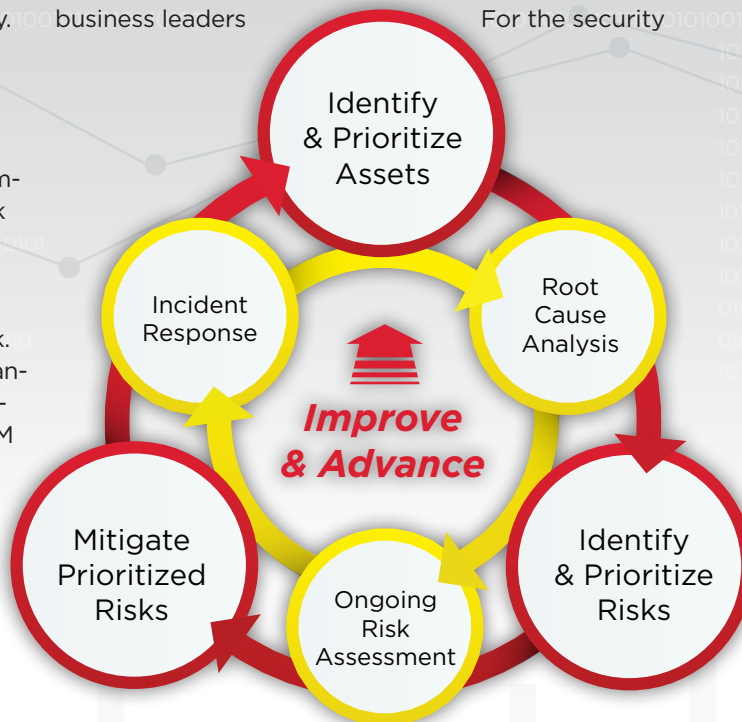 y. business leaders For the security
Identify
& Prioritize
Assets
m-
k
Incident
Response
Root
Cause
Analysis
k.
an-
-
M
Improve
& Advance
Mitigate
Prioritized
Risks
Identify
& Prioritize
Risks
Ongoing
Risk
Assessment